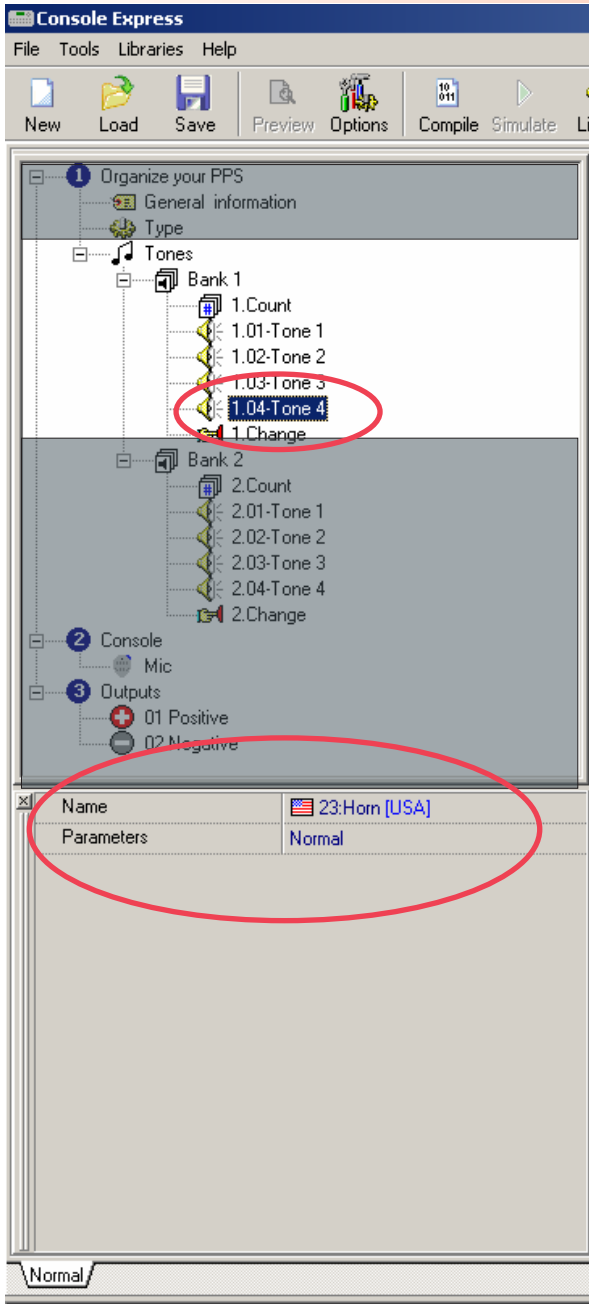 Console Express
File Tools Libraries Help
New Load Save Preview Options Compile Simulate Li
1 Organize your PPS
General information
Type
Tones
Bank 1
1.Count
1.01-Tone 1
1.02-Tone 2
1.03-Tone 3
1.04-Tone 4
1.Change
Bank 2
2.Count
2.01-Tone 1
2.02-Tone 2
2.03-Tone 3
2.04-Tone 4
2.Change
2 Console
Mic
3 Outputs
01 Positive
02 Negative
Name 23:Horn [USA]
Parameters Normal
Normal